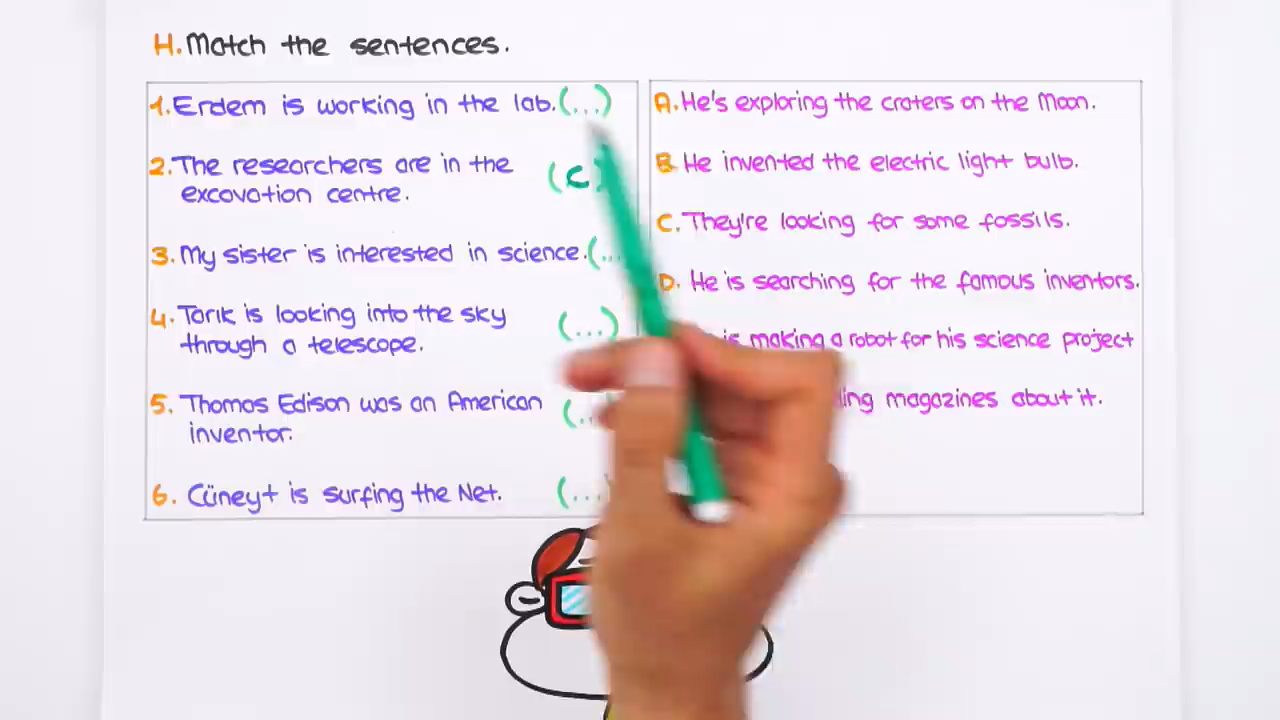 H. Match the sentences.
1. Erdem is working in the lab. (...)
2. The researchers are in the
excavation centre. (C)
3. My sister is interested in science. (...
4. Tarık is looking into the sky
through a telescope. (...)
5. Thomas Edison was an American
inventor. (...
6. Cüneyt is surfing the Net. (...)
A. He's exploring the craters on the Moon.
B. He invented the electric light bulb.
C. They're looking for some fossils.
D. He is searching for the famous inventors.
is making a robot for his science project
magazines about it.